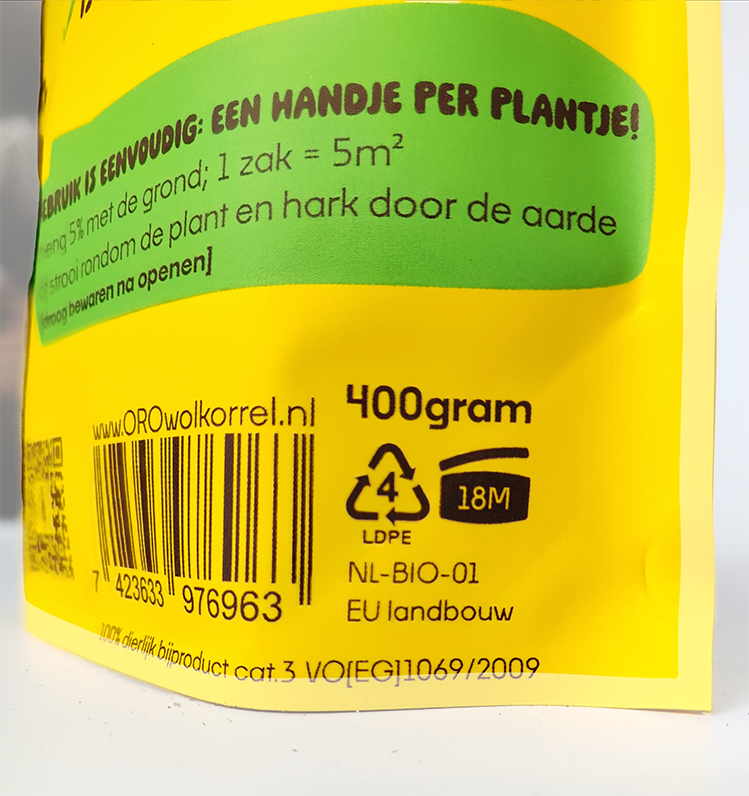 GEBRUIK IS EENVOUDIG: EEN HANDJE PER PLANTJE!
meng 5% met de grond; 1 zak = 5m²
strooi rondom de plant en hark door de aarde
[droog bewaren na openen]
www.OROwolkorrel.nl
400gram
4
LDPE
18M
7 423633 976963
NL-BIO-01
EU landbouw
100% dierlijk bijproduct cat.3 VO[EG]1069/2009